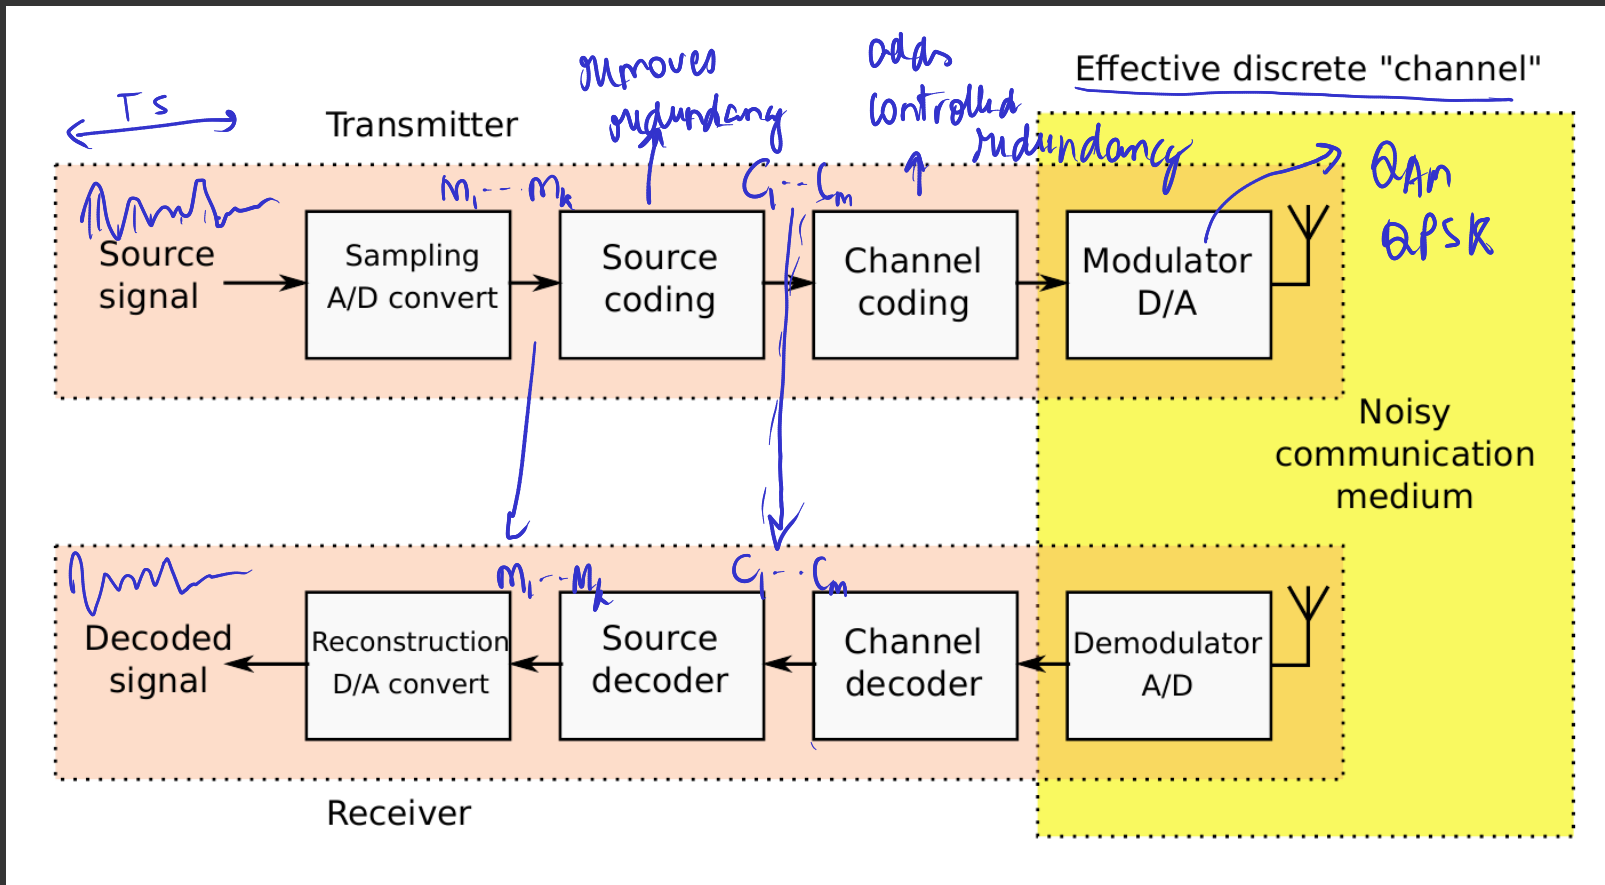 removes
redundancy
adds
controlled
redundancy
Effective discrete "channel"
T s
Transmitter
m₁ -- mₖ
C₁ -- Cₘ
QAM
QPSK
Source
signal
Sampling
A/D convert
Source
coding
Channel
coding
Modulator
D/A
Noisy
communication
medium
m₁ -- mₖ
C₁ -- Cₘ
Decoded
signal
Reconstruction
D/A convert
Source
decoder
Channel
decoder
Demodulator
A/D
Receiver